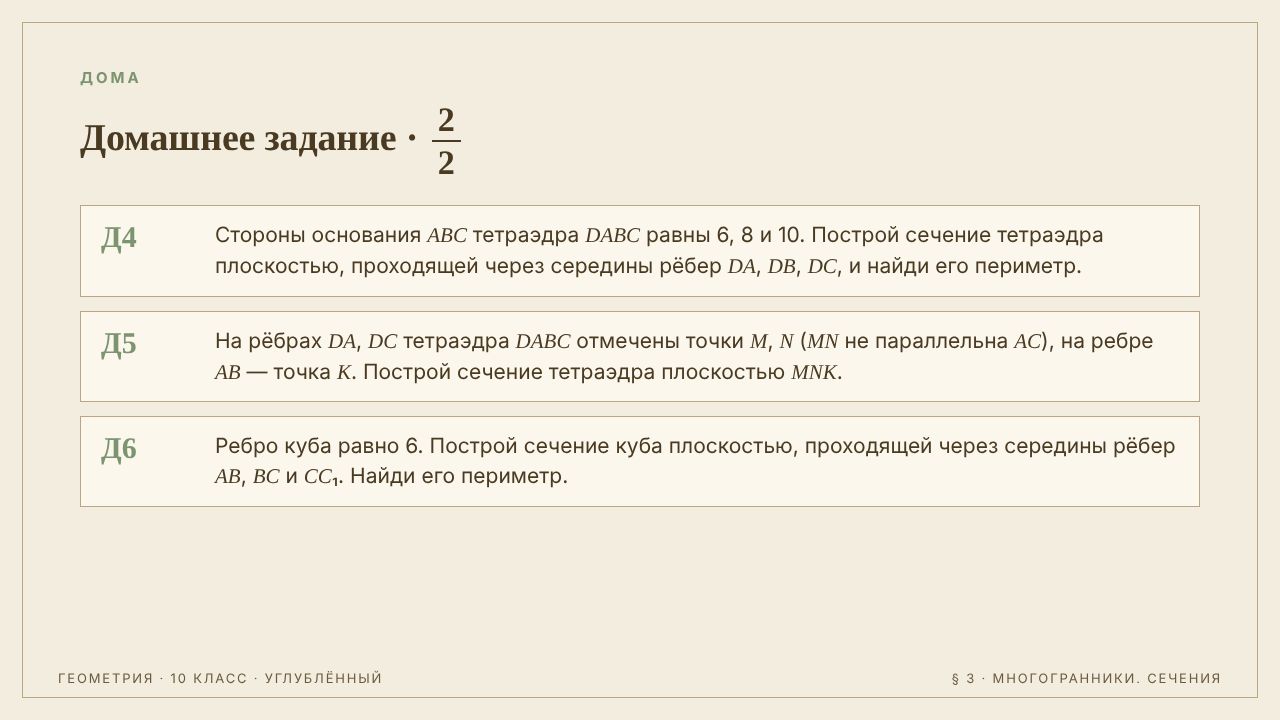 ДОМА
Домашнее задание · 2/2
Д4
Стороны основания ABC тетраэдра DABC равны 6, 8 и 10. Построй сечение тетраэдра
плоскостью, проходящей через середины рёбер DA, DB, DC, и найди его периметр.
Д5
На рёбрах DA, DC тетраэдра DABC отмечены точки M, N (MN не параллельна AC), на ребре
AB — точка K. Построй сечение тетраэдра плоскостью MNK.
Д6
Ребро куба равно 6. Построй сечение куба плоскостью, проходящей через середины рёбер
AB, BC и CC₁. Найди его периметр.
ГЕОМЕТРИЯ · 10 КЛАСС · УГЛУБЛЁННЫЙ
§ 3 · МНОГОГРАННИКИ. СЕЧЕНИЯ